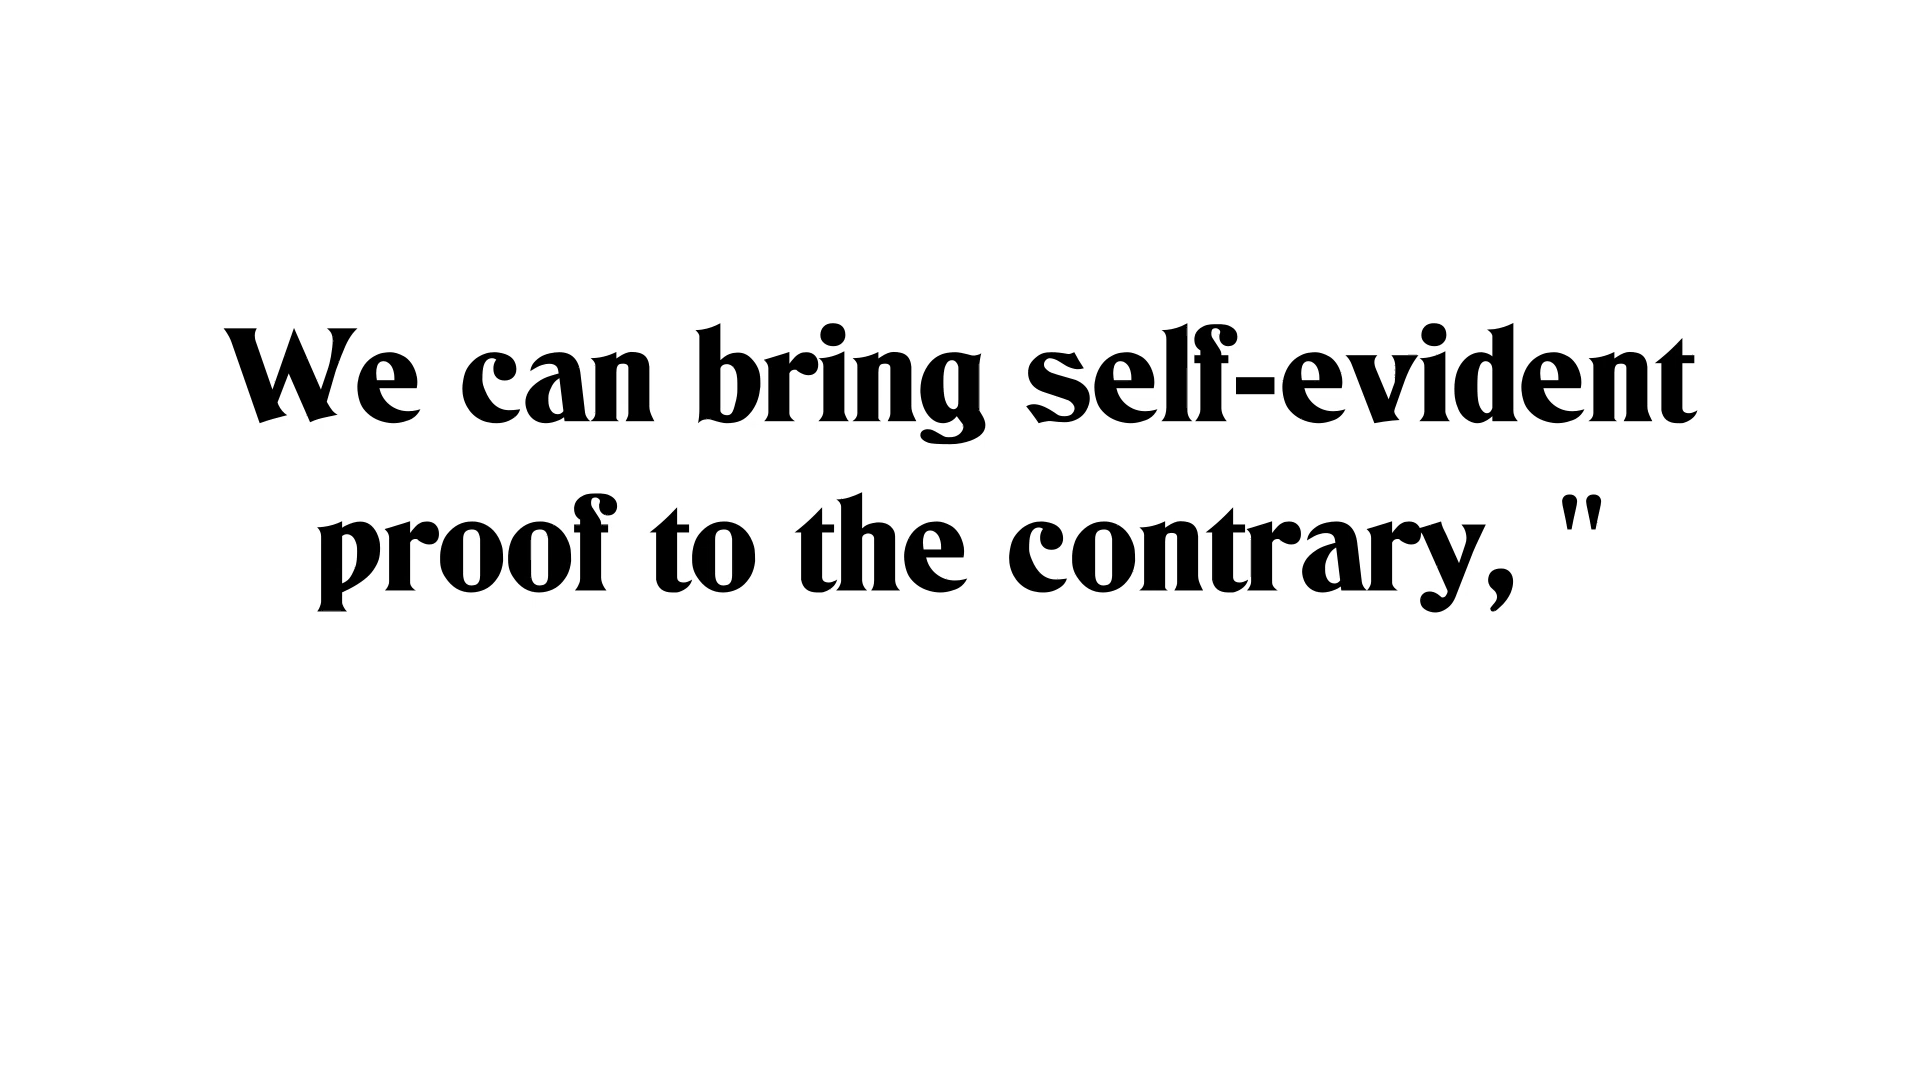 We can bring self-evident
proof to the contrary, "